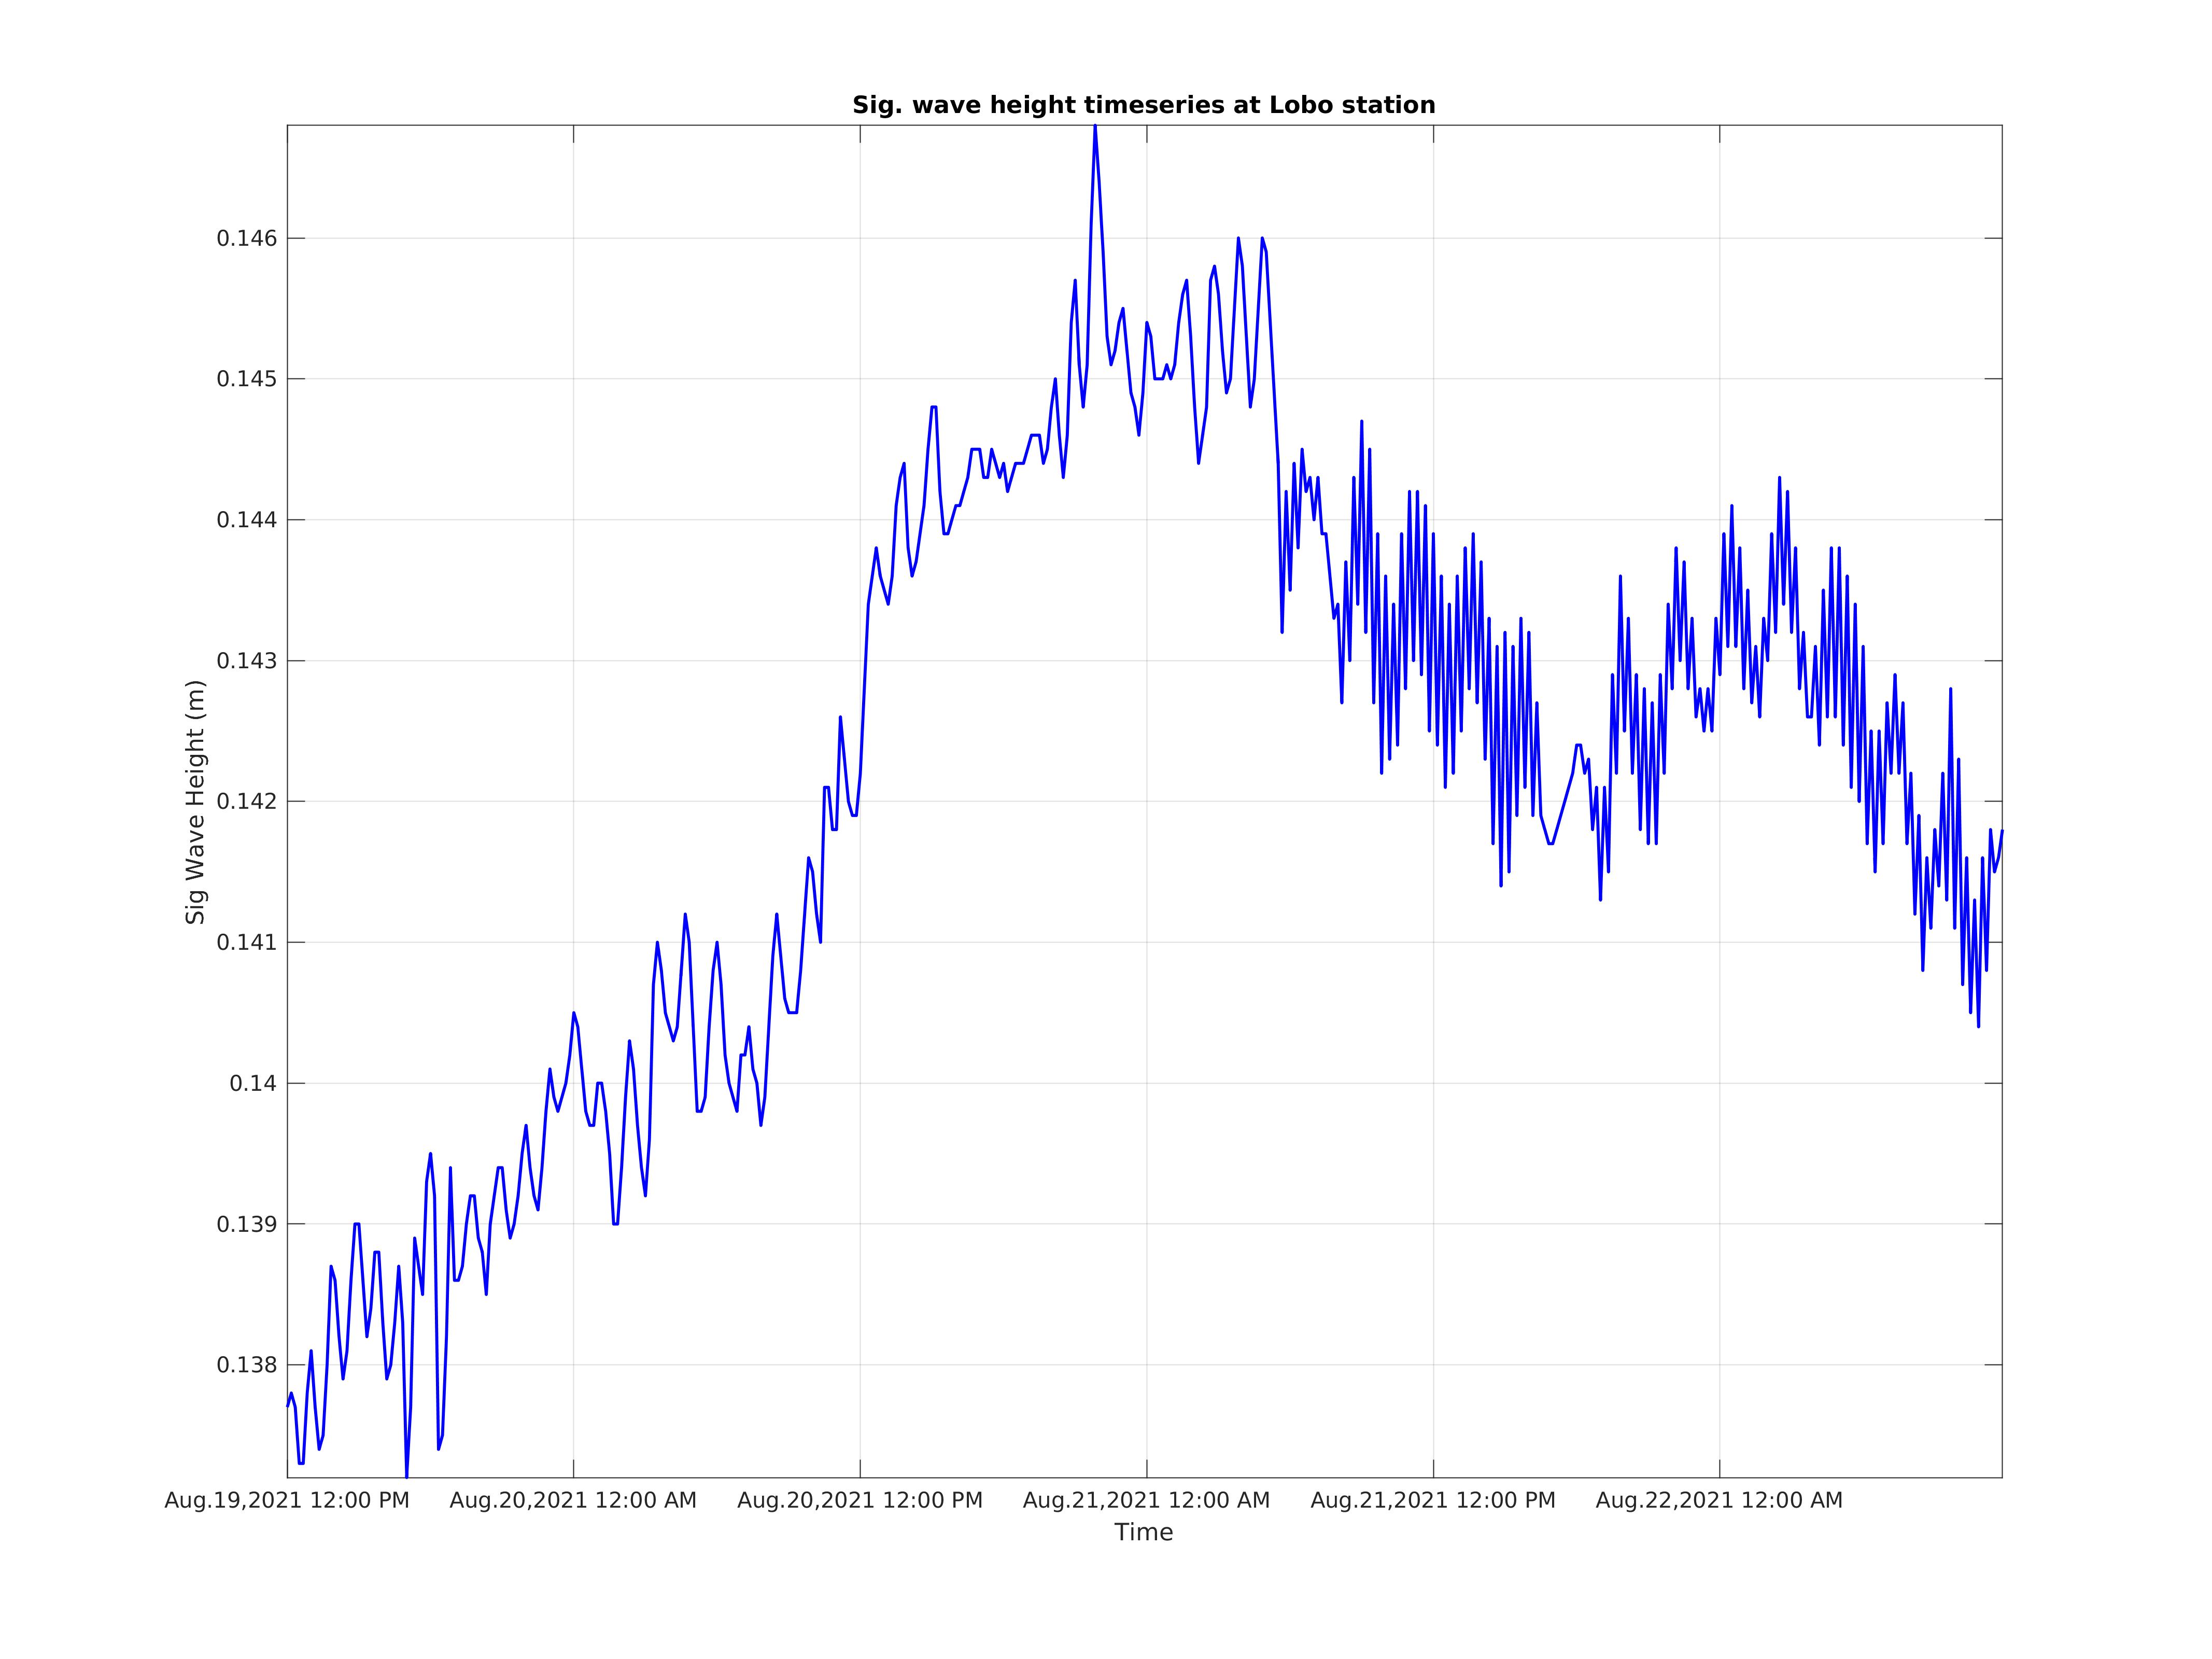 Sig. wave height timeseries at Lobo station
0.146
0.145
0.144
0.143
0.142
0.141
0.14
0.139
0.138
Sig Wave Height (m)
Aug.19,2021 12:00 PM Aug.20,2021 12:00 AM Aug.20,2021 12:00 PM Aug.21,2021 12:00 AM Aug.21,2021 12:00 PM Aug.22,2021 12:00 AM
Time